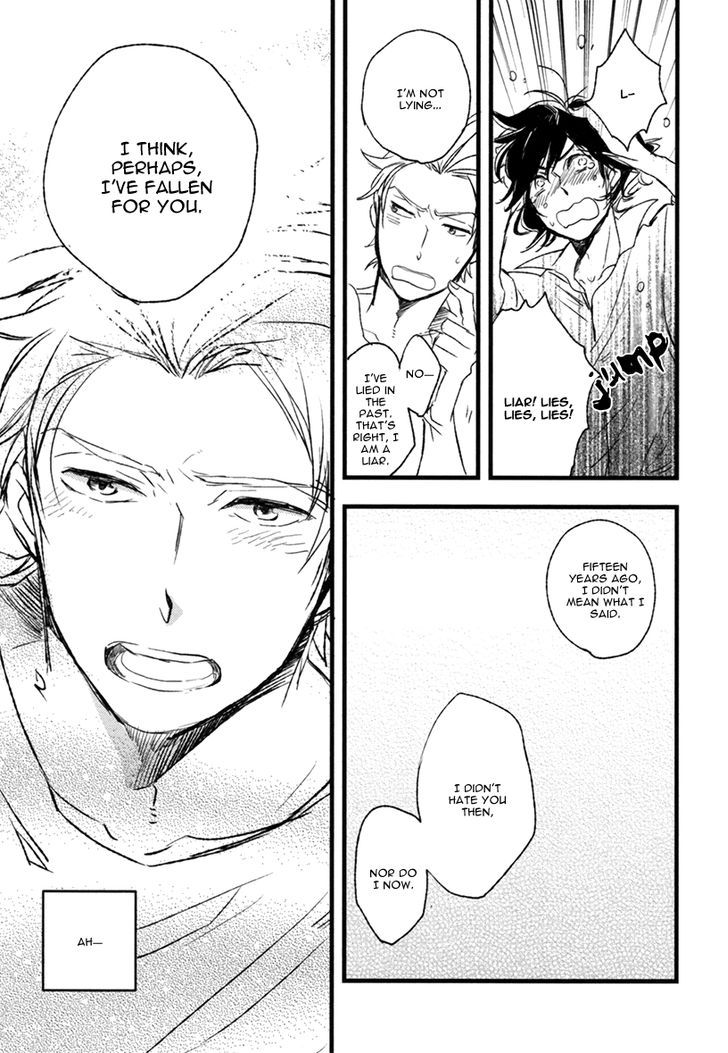 L-
LIAR! LIES,
LIES, LIES!
JUMP
I'M NOT
LYING...
NO—
I'VE
LIED IN
THE
PAST.
THAT'S
RIGHT, I
AM A
LIAR.
FIFTEEN
YEARS AGO,
I DIDN'T
MEAN WHAT I
SAID.
I DIDN'T
HATE YOU
THEN,
NOR DO
I NOW.
I THINK,
PERHAPS,
I'VE FALLEN
FOR YOU.
AH—